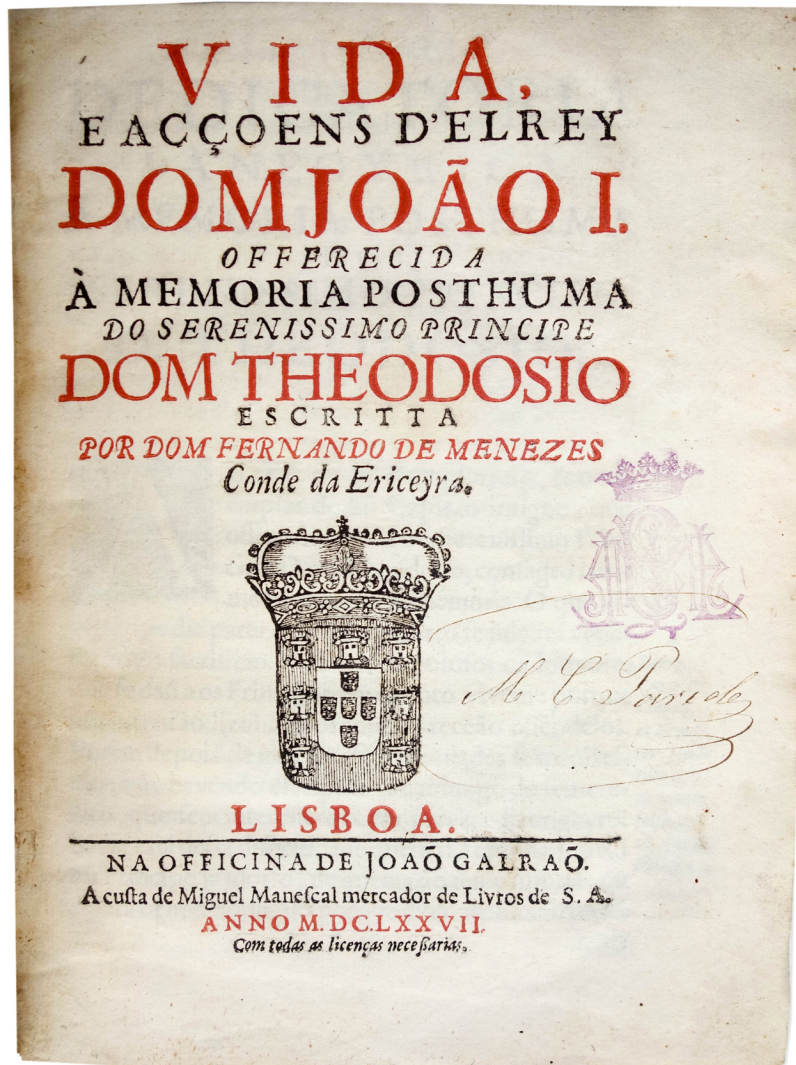 VIDA,
E ACÇOENS D'ELREY
DOM JOÃO I.
OFFERECIDA
À MEMORIA POSTHUMA
DO SERENISSIMO PRINCIPE
DOM THEODOSIO
ESCRITTA
POR DOM FERNANDO DE MENEZES
Conde da Ericeyra.
M C
LISBOA.
NA OFFICINA DE JOAÕ GALRAÕ.
A custa de Miguel Manescal mercador de Livros de S. A.
ANNO M. DC. LXXVII.
Com todas as licenças necessarias.